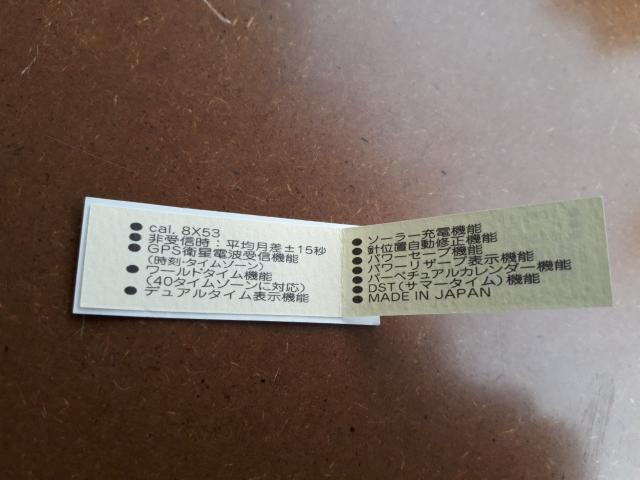 ● cal. 8X53
● 非受信時：平均月差±15秒
● GPS衛星電波受信機能
(時刻・タイムゾーン)
● ワールドタイム機能
(40タイムゾーンに対応)
● デュアルタイム表示機能
● ソーラー充電機能
● 針位置自動修正機能
● パワーセーブ機能
● パワーリザーブ表示機能
● パーペチュアルカレンダー機能
● DST(サマータイム)機能
● MADE IN JAPAN